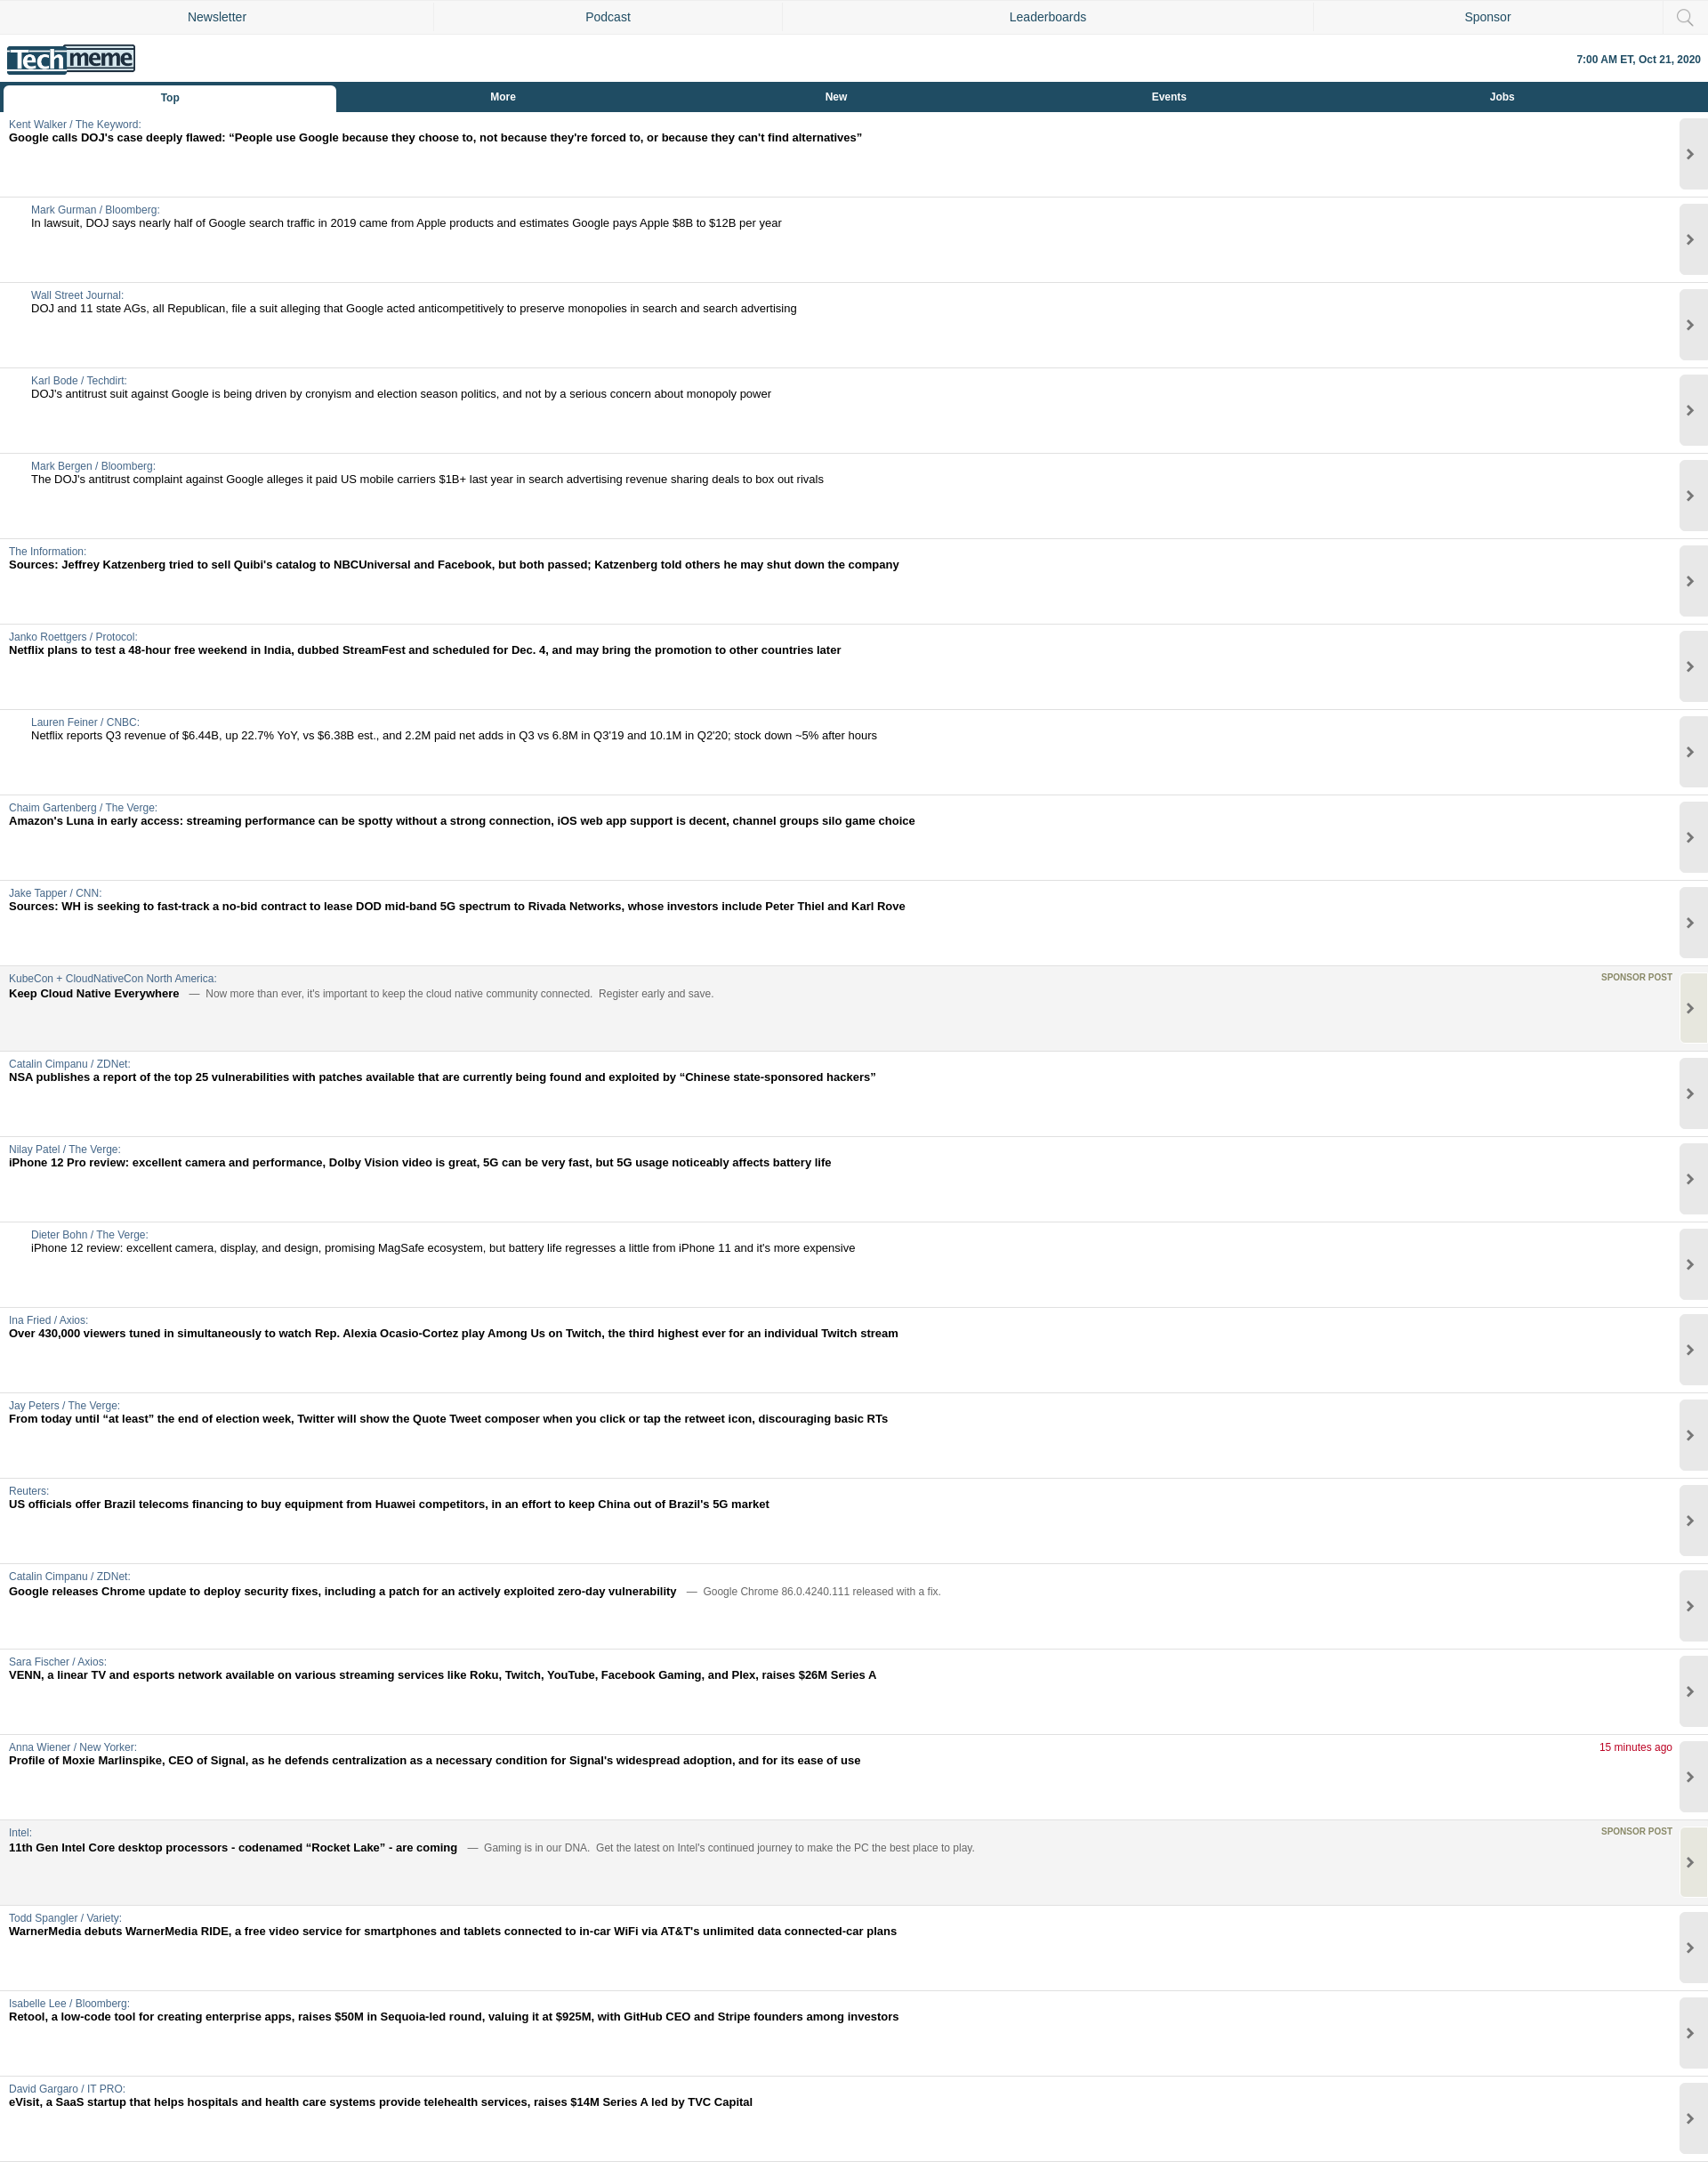 Newsletter
Podcast
Leaderboards
Sponsor
Techmeme
7:00 AM ET, Oct 21, 2020
Top
More
New
Events
Jobs
Kent Walker / The Keyword:
Google calls DOJ's case deeply flawed: “People use Google because they choose to, not because they're forced to, or because they can't find alternatives”
Mark Gurman / Bloomberg:
In lawsuit, DOJ says nearly half of Google search traffic in 2019 came from Apple products and estimates Google pays Apple $8B to $12B per year
Wall Street Journal:
DOJ and 11 state AGs, all Republican, file a suit alleging that Google acted anticompetitively to preserve monopolies in search and search advertising
Karl Bode / Techdirt:
DOJ's antitrust suit against Google is being driven by cronyism and election season politics, and not by a serious concern about monopoly power
Mark Bergen / Bloomberg:
The DOJ's antitrust complaint against Google alleges it paid US mobile carriers $1B+ last year in search advertising revenue sharing deals to box out rivals
The Information:
Sources: Jeffrey Katzenberg tried to sell Quibi's catalog to NBCUniversal and Facebook, but both passed; Katzenberg told others he may shut down the company
Janko Roettgers / Protocol:
Netflix plans to test a 48-hour free weekend in India, dubbed StreamFest and scheduled for Dec. 4, and may bring the promotion to other countries later
Lauren Feiner / CNBC:
Netflix reports Q3 revenue of $6.44B, up 22.7% YoY, vs $6.38B est., and 2.2M paid net adds in Q3 vs 6.8M in Q3'19 and 10.1M in Q2'20; stock down ~5% after hours
Chaim Gartenberg / The Verge:
Amazon's Luna in early access: streaming performance can be spotty without a strong connection, iOS web app support is decent, channel groups silo game choice
Jake Tapper / CNN:
Sources: WH is seeking to fast-track a no-bid contract to lease DOD mid-band 5G spectrum to Rivada Networks, whose investors include Peter Thiel and Karl Rove
KubeCon + CloudNativeCon North America:
SPONSOR POST
Keep Cloud Native Everywhere — Now more than ever, it's important to keep the cloud native community connected. Register early and save.
Catalin Cimpanu / ZDNet:
NSA publishes a report of the top 25 vulnerabilities with patches available that are currently being found and exploited by “Chinese state-sponsored hackers”
Nilay Patel / The Verge:
iPhone 12 Pro review: excellent camera and performance, Dolby Vision video is great, 5G can be very fast, but 5G usage noticeably affects battery life
Dieter Bohn / The Verge:
iPhone 12 review: excellent camera, display, and design, promising MagSafe ecosystem, but battery life regresses a little from iPhone 11 and it's more expensive
Ina Fried / Axios:
Over 430,000 viewers tuned in simultaneously to watch Rep. Alexia Ocasio-Cortez play Among Us on Twitch, the third highest ever for an individual Twitch stream
Jay Peters / The Verge:
From today until “at least” the end of election week, Twitter will show the Quote Tweet composer when you click or tap the retweet icon, discouraging basic RTs
Reuters:
US officials offer Brazil telecoms financing to buy equipment from Huawei competitors, in an effort to keep China out of Brazil's 5G market
Catalin Cimpanu / ZDNet:
Google releases Chrome update to deploy security fixes, including a patch for an actively exploited zero-day vulnerability — Google Chrome 86.0.4240.111 released with a fix.
Sara Fischer / Axios:
VENN, a linear TV and esports network available on various streaming services like Roku, Twitch, YouTube, Facebook Gaming, and Plex, raises $26M Series A
Anna Wiener / New Yorker:
15 minutes ago
Profile of Moxie Marlinspike, CEO of Signal, as he defends centralization as a necessary condition for Signal's widespread adoption, and for its ease of use
Intel:
SPONSOR POST
11th Gen Intel Core desktop processors - codenamed “Rocket Lake” - are coming — Gaming is in our DNA. Get the latest on Intel's continued journey to make the PC the best place to play.
Todd Spangler / Variety:
WarnerMedia debuts WarnerMedia RIDE, a free video service for smartphones and tablets connected to in-car WiFi via AT&T's unlimited data connected-car plans
Isabelle Lee / Bloomberg:
Retool, a low-code tool for creating enterprise apps, raises $50M in Sequoia-led round, valuing it at $925M, with GitHub CEO and Stripe founders among investors
David Gargaro / IT PRO:
eVisit, a SaaS startup that helps hospitals and health care systems provide telehealth services, raises $14M Series A led by TVC Capital